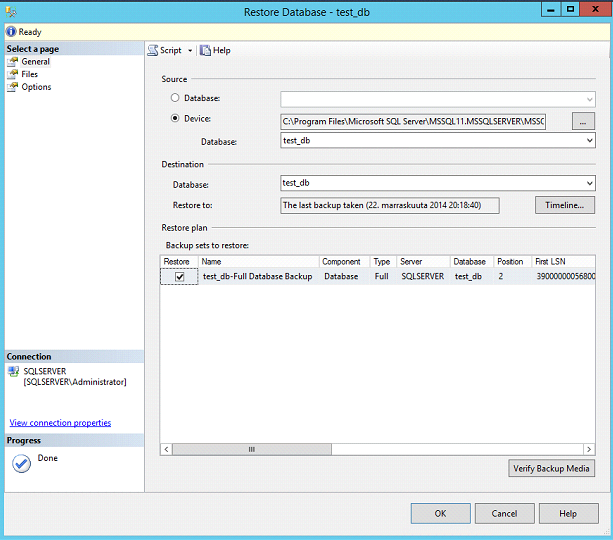 Restore Database - test_db
Ready
Select a page
General
Files
Options
Script Help
Source
Database:
Device: C:\Program Files\Microsoft SQL Server\MSSQL11.MSSQLSERVER\MSSQ ...
Database: test_db
Destination
Database: test_db
Restore to: The last backup taken (22. marraskuuta 2014 20:18:40) Timeline...
Restore plan
Backup sets to restore:
Restore Name Component Type Server Database Position First LSN
test_db-Full Database Backup Database Full SQLSERVER test_db 2 39000000056800
Connection
SQLSERVER
[SQLSERVER\Administrator]
View connection properties
Progress
Done
Verify Backup Media
OK Cancel Help